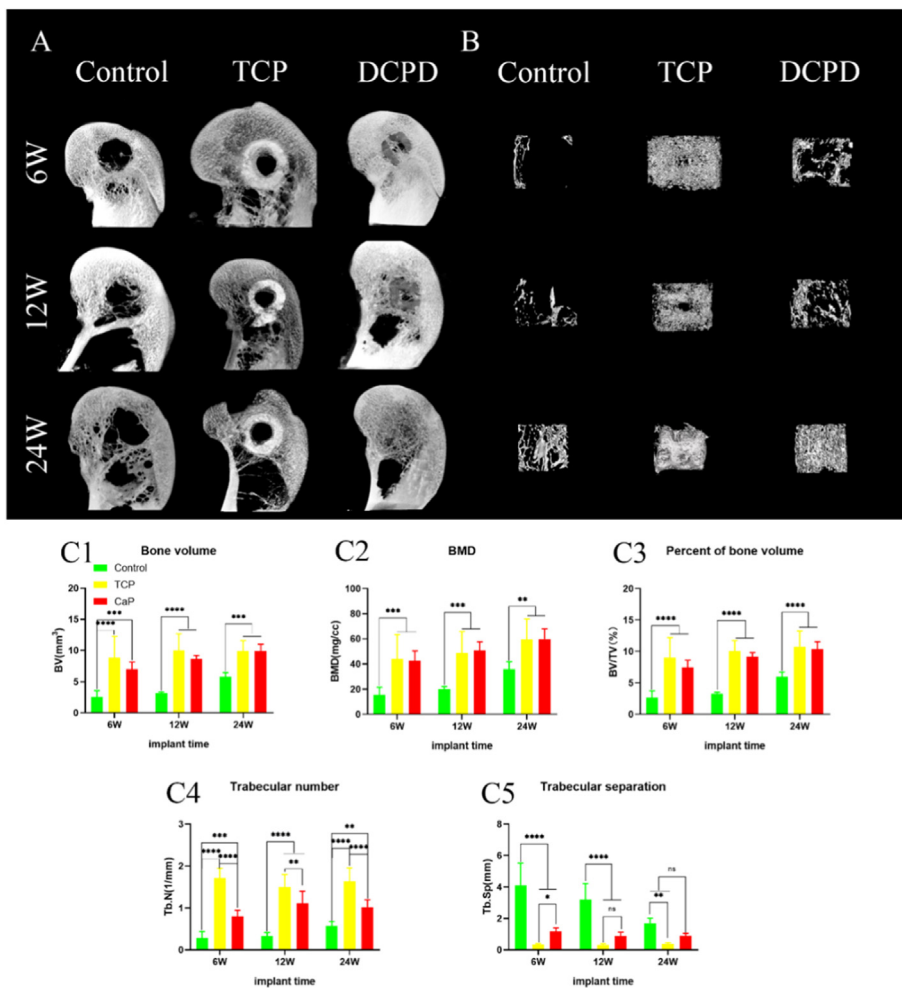 A
B
Control TCP DCPD
Control TCP DCPD
6W
12W
24W
C1 Bone volume
Control
TCP
CaP
BV(mm³)
20
15
10
5
0
*** **** **** ***
6W 12W 24W
implant time
C2 BMD
BMD(mg/cc)
100
80
60
40
20
0
*** *** **
6W 12W 24W
implant time
C3 Percent of bone volume
BV/TV(%)
20
15
10
5
0
**** **** ****
6W 12W 24W
implant time
C4 Trabecular number
Tb.N(1/mm)
3
2
1
0
*** **** **** **** ** ** **** ****
6W 12W 24W
implant time
C5 Trabecular separation
Tb.Sp(mm)
8
6
4
2
0
**** * **** ns ns **
6W 12W 24W
implant time